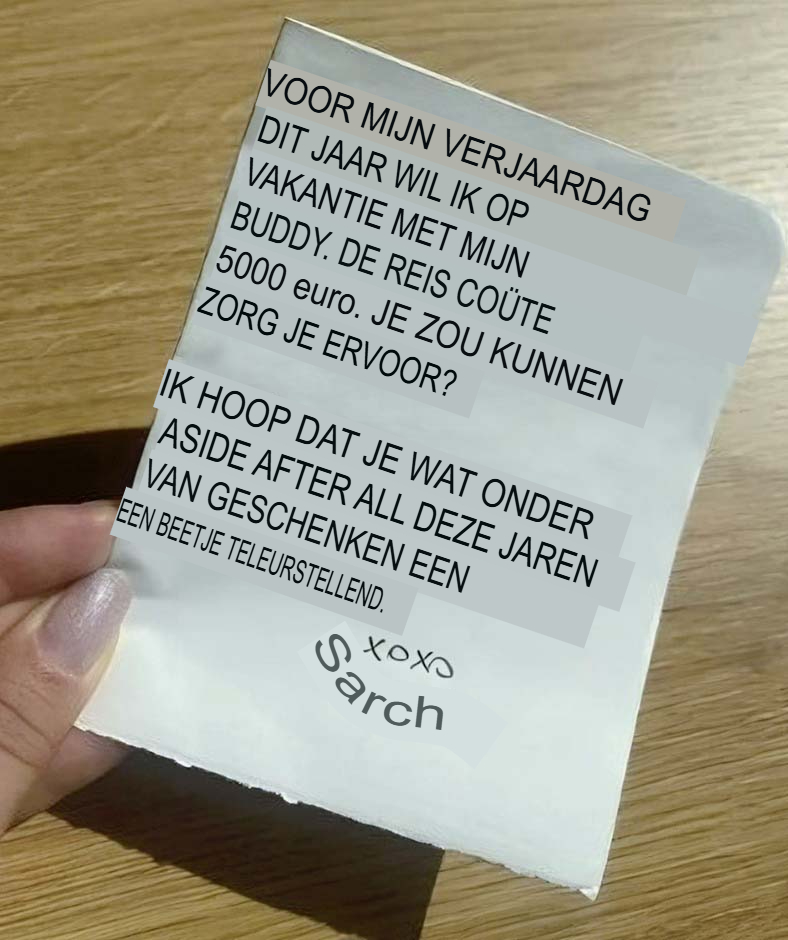 VOOR MIJN VERJAARDAG
DIT JAAR WIL IK OP
VAKANTIE MET MIJN
BUDDY. DE REIS COÜTE
5000 euro. JE ZOU KUNNEN
ZORG JE ERVOOR?
IK HOOP DAT JE WAT ONDER
ASIDE AFTER ALL DEZE JAREN
VAN GESCHENKEN EEN
EEN BEETJE TELEURSTELLEND.
xoxo
Sarch